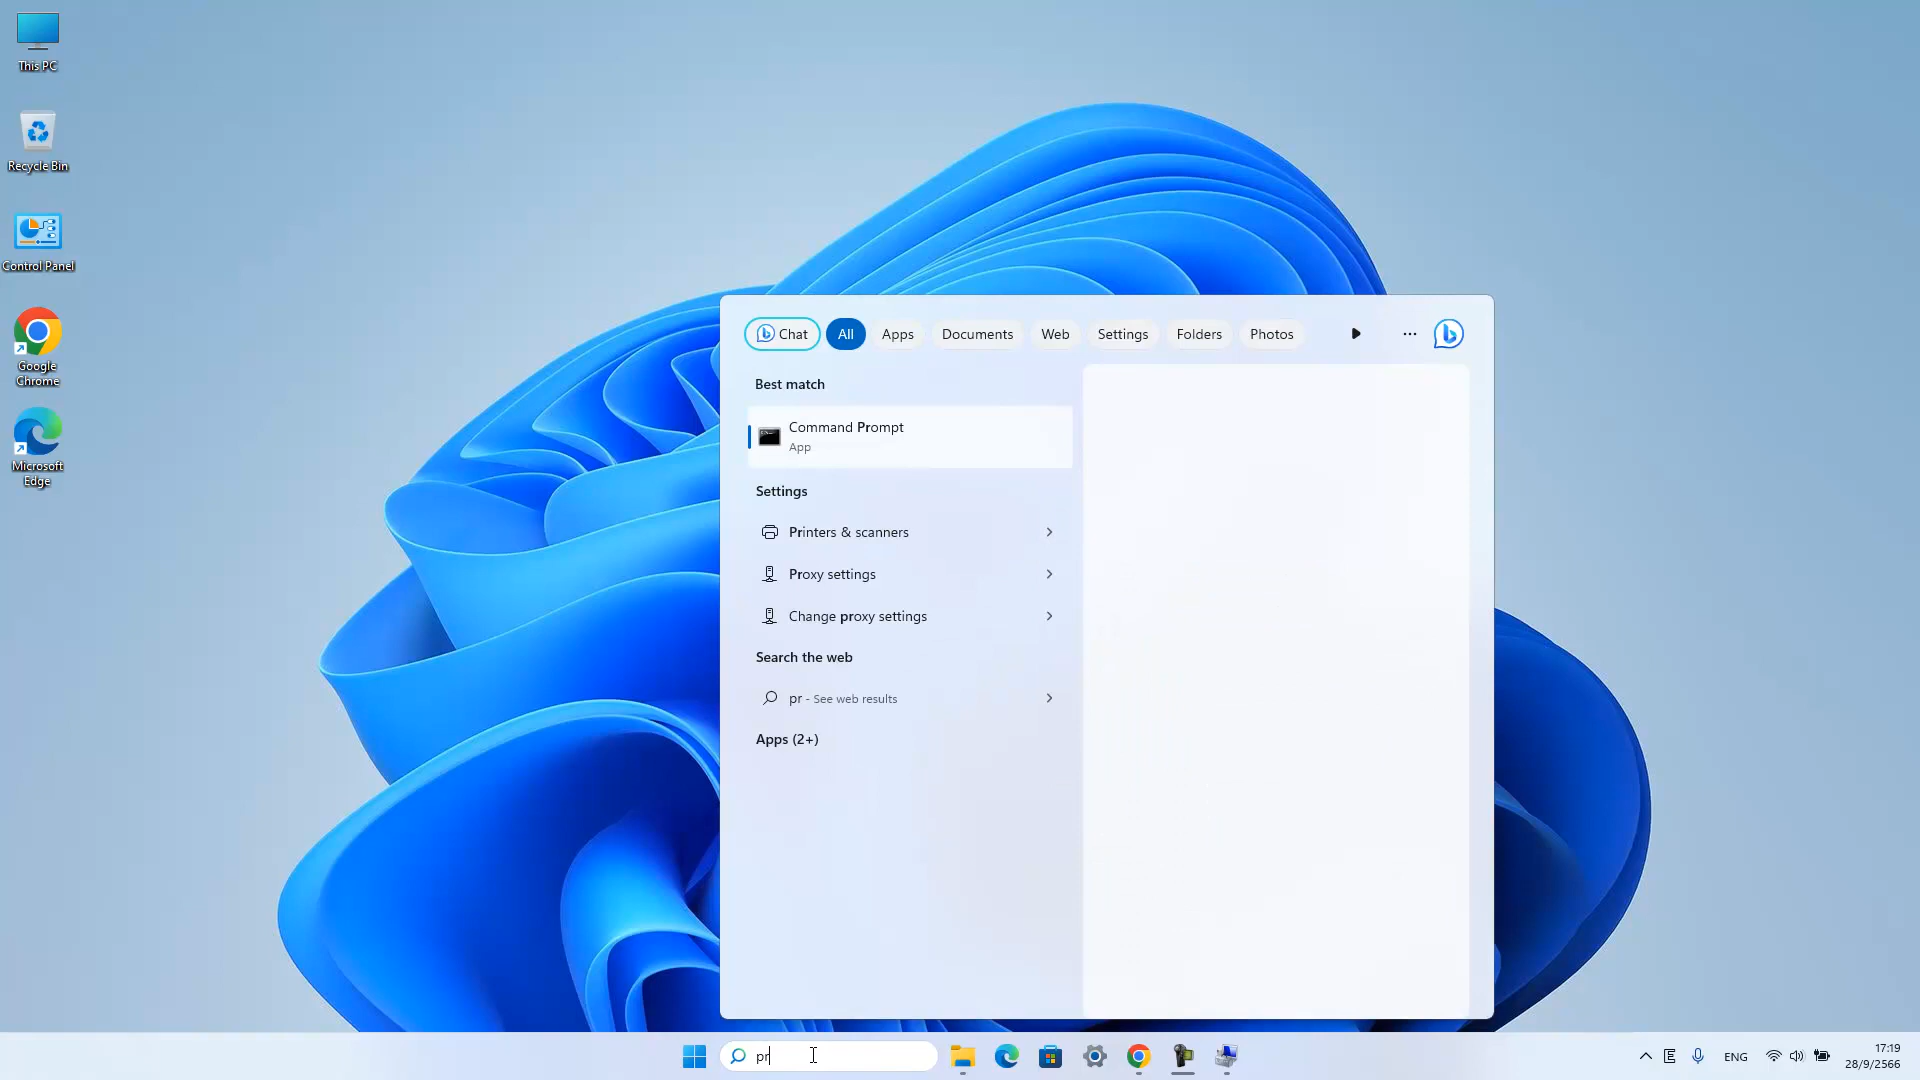 This PC
Recycle Bin
Control Panel
Google
Chrome
Microsoft
Edge
Chat
All
Apps
Documents
Web
Settings
Folders
Photos
Best match
Command Prompt
App
Settings
Printers & scanners
Proxy settings
Change proxy settings
Search the web
pr - See web results
Apps (2+)
pr
ENG
17:19
28/9/2566